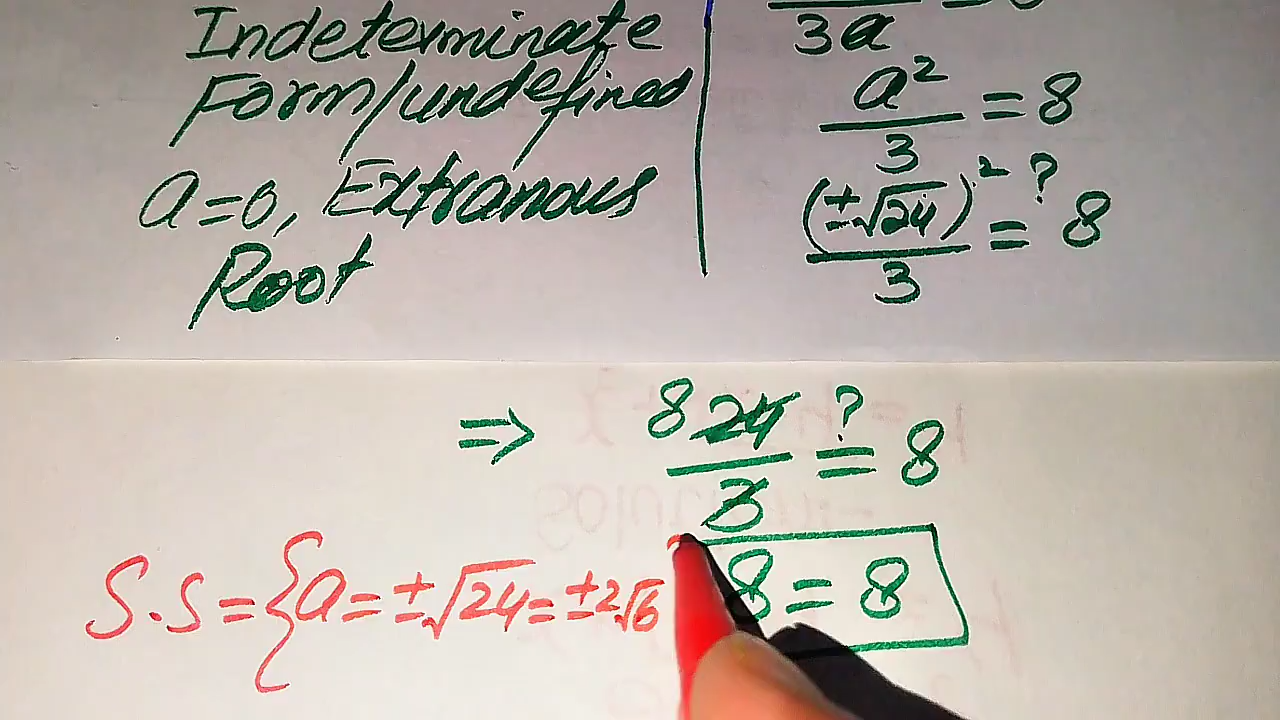 Indeterminate
Form/undefined
a=0, Extranous
Root
3a
a²/3 = 8
(±√24)²/3 =? 8
⇒ 8 24/3 =? 8
8 = 8
S.S = {a = ±√24 = ±2√6